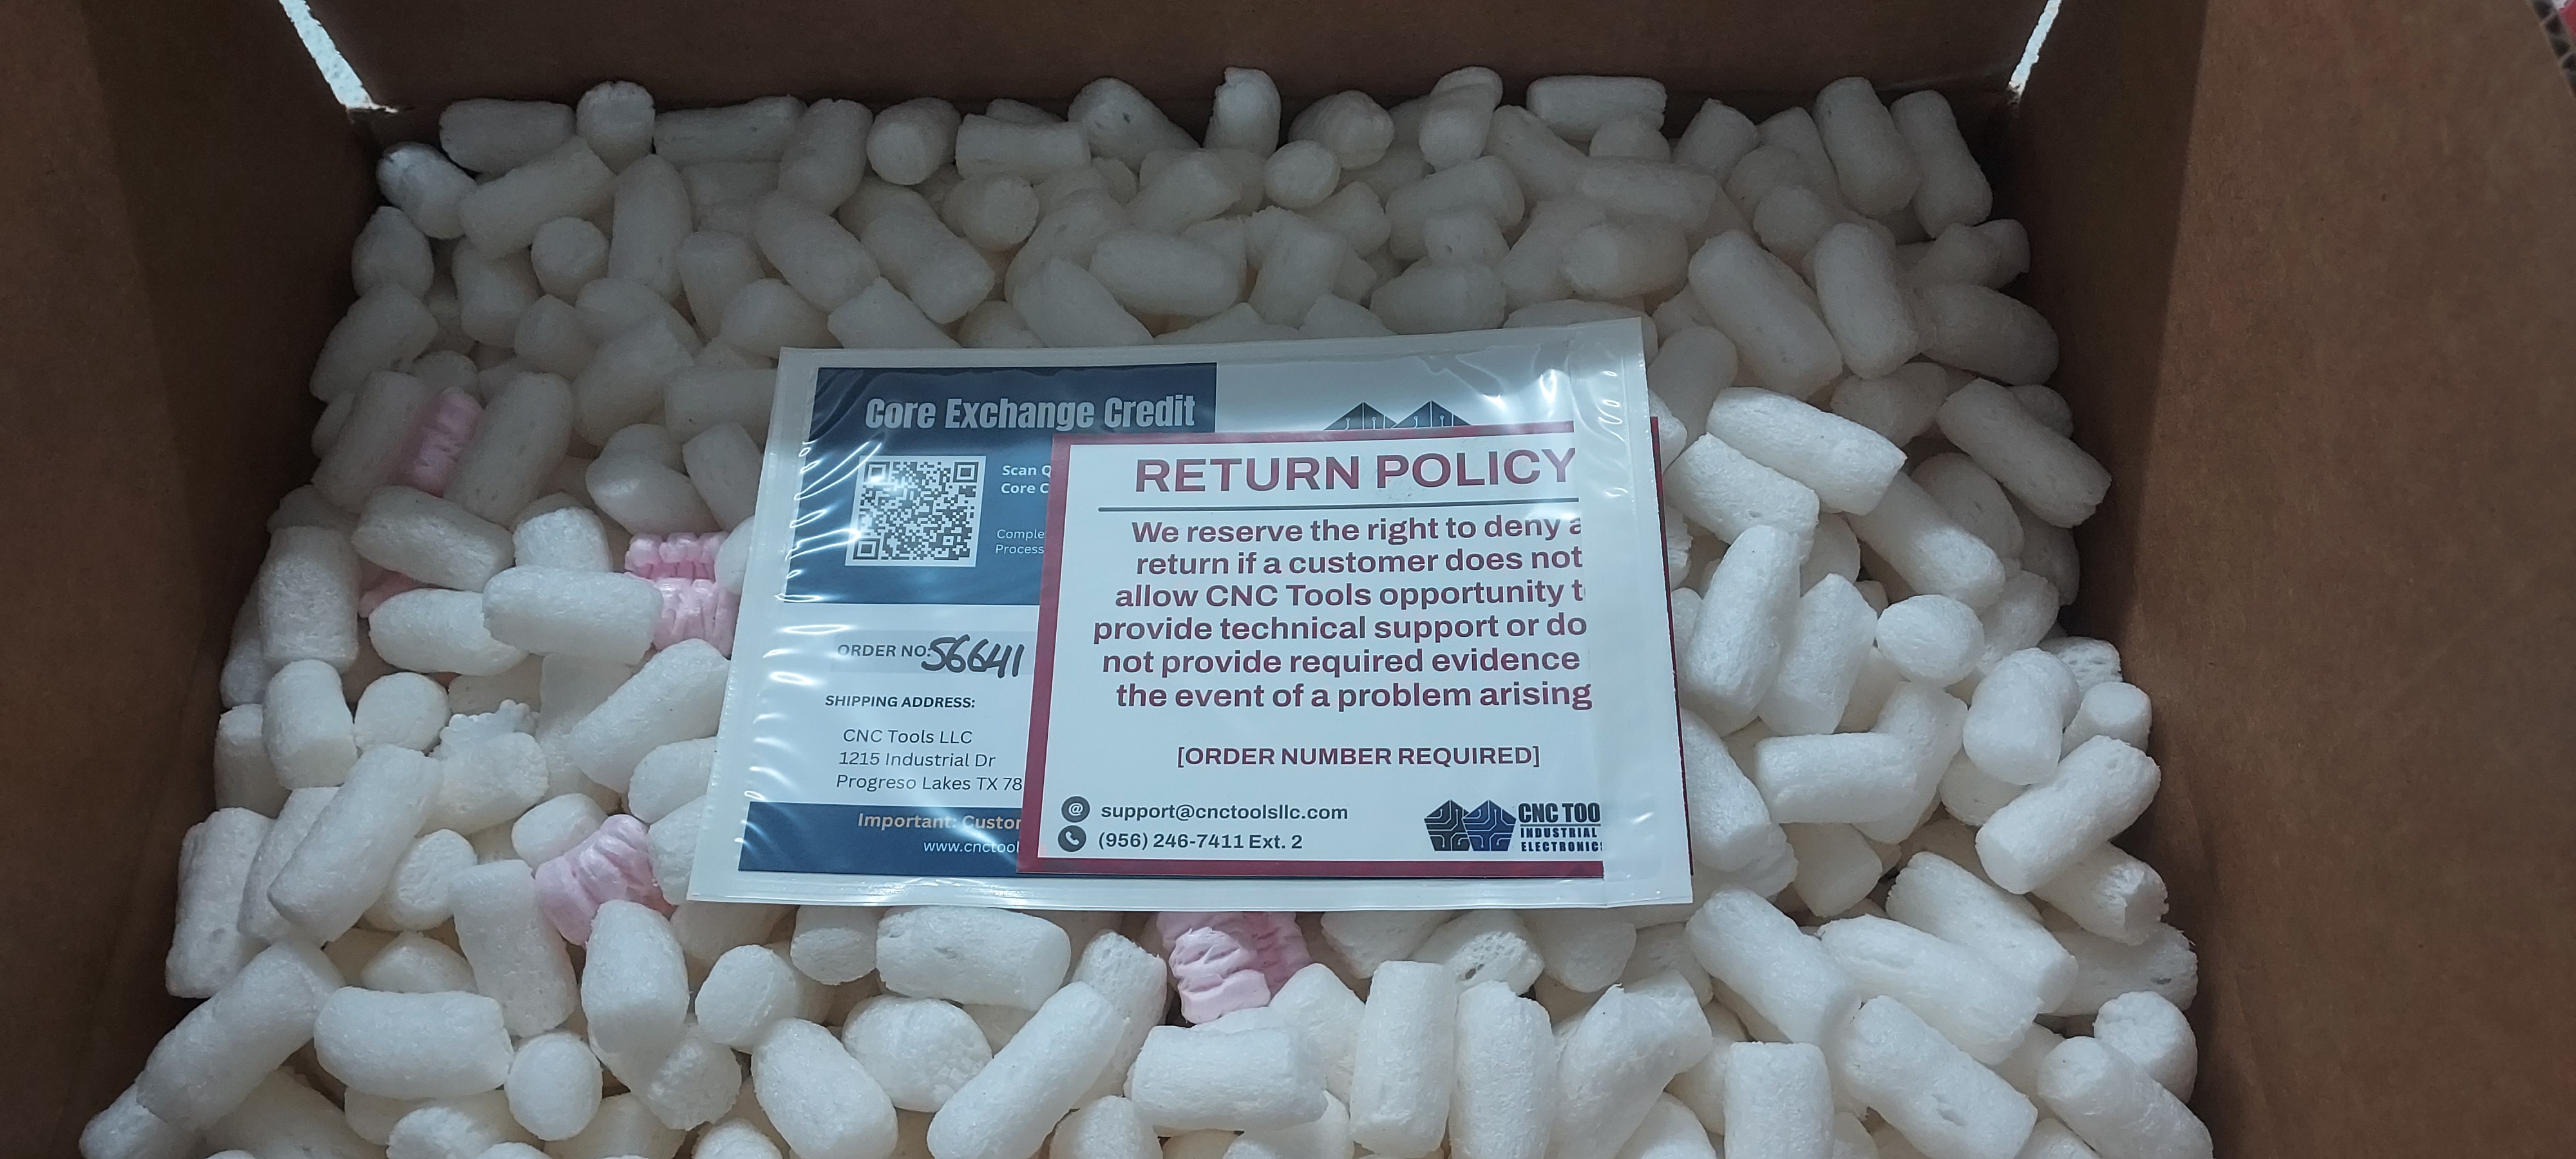 Core Exchange Credit
Scan Q
Core C
Comple
Process
ORDER NO: 56641
SHIPPING ADDRESS:
CNC Tools LLC
1215 Industrial Dr
Progreso Lakes TX 78
Important: Custom
www.cnctool
RETURN POLICY
We reserve the right to deny a
return if a customer does not
allow CNC Tools opportunity t
provide technical support or do
not provide required evidence
the event of a problem arising
[ORDER NUMBER REQUIRED]
support@cnctoolsllc.com
(956) 246-7411 Ext. 2
CNC TOO
INDUSTRIAL
ELECTRONICS